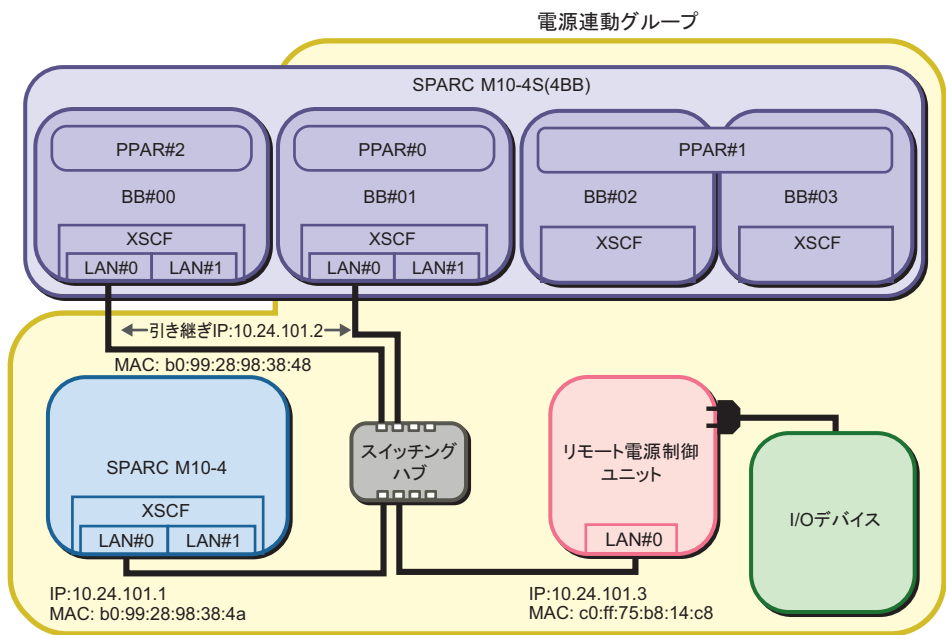 電源連動グループ
SPARC M10-4S(4BB)
PPAR#2
PPAR#0
PPAR#1
BB#00
BB#01
BB#02
BB#03
XSCF
LAN#0
LAN#1
XSCF
LAN#0
LAN#1
XSCF
XSCF
引き継ぎIP:10.24.101.2
MAC: b0:99:28:98:38:48
SPARC M10-4
XSCF
LAN#0
LAN#1
スイッチング
ハブ
リモート電源制御
ユニット
LAN#0
I/Oデバイス
IP:10.24.101.1
MAC: b0:99:28:98:38:4a
IP:10.24.101.3
MAC: c0:ff:75:b8:14:c8